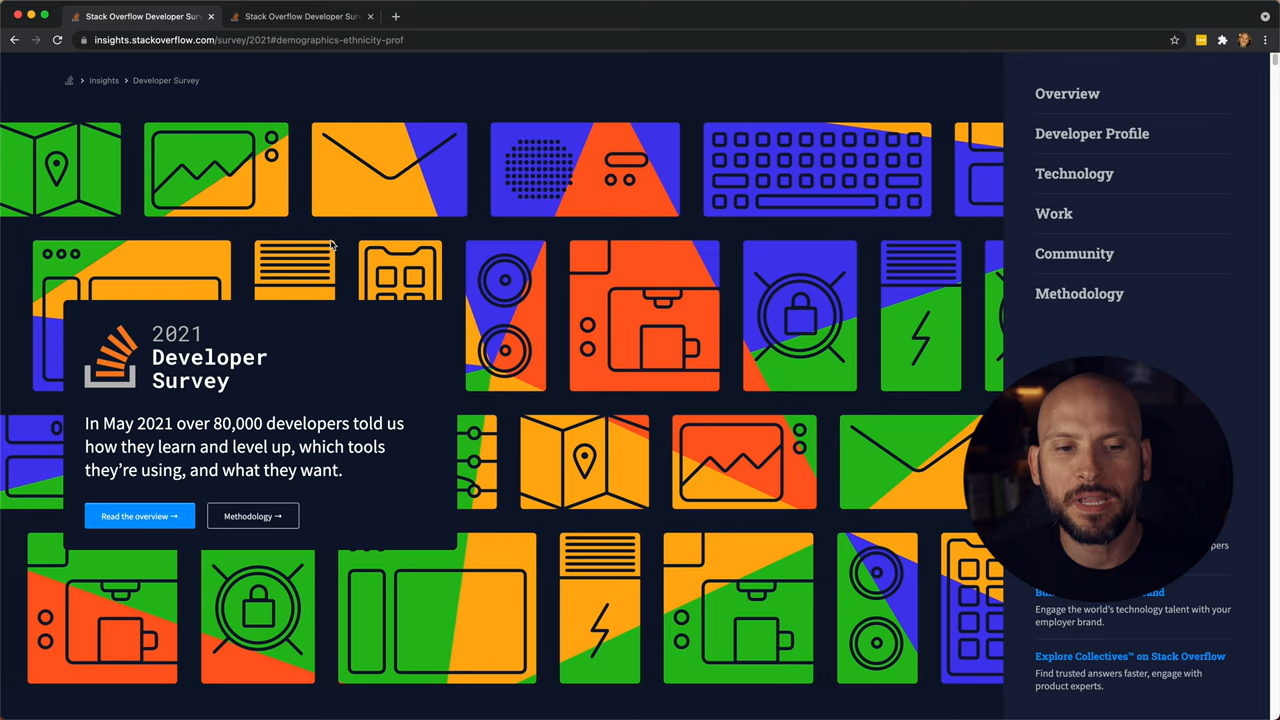 Stack Overflow Developer Sur
Stack Overflow Developer Sur
insights.stackoverflow.com/survey/2021#demographics-ethnicity-prof
Insights
Developer Survey
Overview
Developer Profile
Technology
Work
Community
Methodology
2021
Developer
Survey
In May 2021 over 80,000 developers told us
how they learn and level up, which tools
they're using, and what they want.
Read the overview →
Methodology →
Engage the world's technology talent with your
employer brand.
Explore Collectives™ on Stack Overflow
Find trusted answers faster, engage with
product experts.